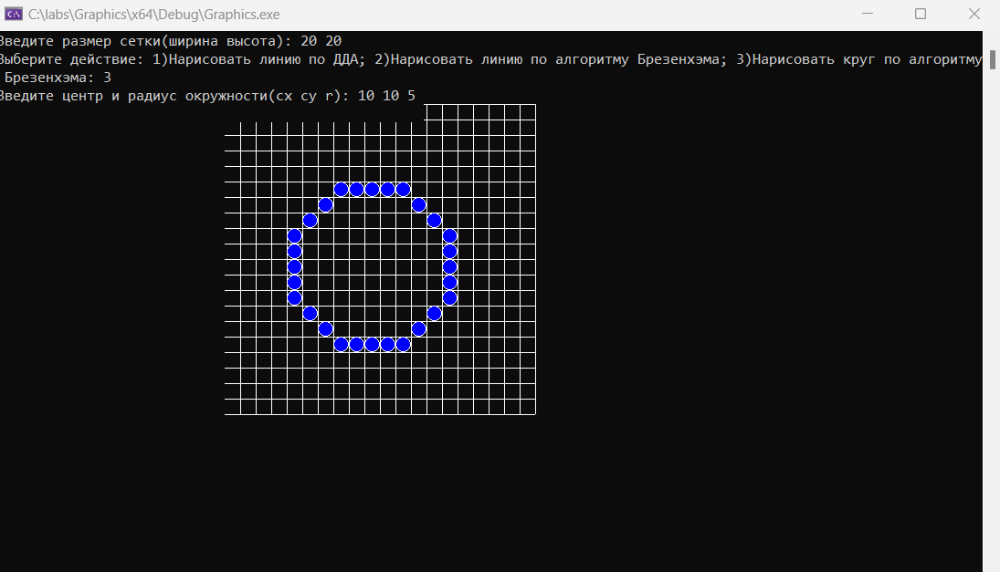 C:\labs\Graphics\x64\Debug\Graphics.exe
Введите размер сетки(ширина высота): 20 20
Выберите действие: 1)Нарисовать линию по ДДА; 2)Нарисовать линию по алгоритму Брезенхэма; 3)Нарисовать круг по алгоритму
Брезенхэма: 3
Введите центр и радиус окружности(cx cy r): 10 10 5